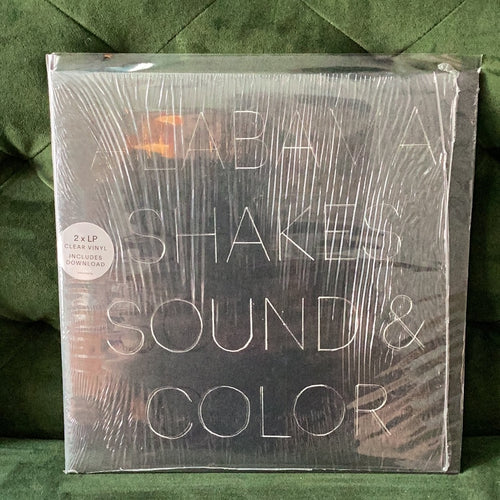 ALABAMA
SHAKES
SOUND &
COLOR
2 x LP
CLEAR VINYL
INCLUDES
DOWNLOAD